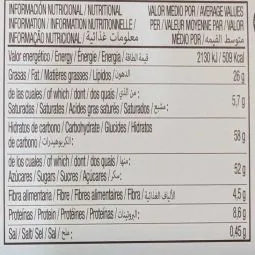 INFORMACIÓN NUTRICIONAL / NUTRITIONAL
INFORMATION / INFORMATION NUTRITIONNELLE /
INFORMAÇÃO NUTRICIONAL / معلومات غذائية
VALOR MEDIO POR / AVERAGE VALUES
PER / VALEUR MOYENNE PAR / VALOR
MÉDIO POR / متوسط القيمة
Valor energético / Energy / Énergie / Energia / قيمة الطاقة
2130 kJ / 509 Kcal
Grasas / Fat / Matières grasses / Lípidos / الدهون
26 g
de las cuales / of which / dont / dos quais / من الذي:
Saturadas / Saturates / Acides gras saturés / Saturados / مشبع:
5,7 g
Hidratos de carbono / Carbohydrate / Glucides / Hidratos
de carbono / الكربوهيدرات:
58 g
de los cuales / of which / dont / dos quais / منها:
Azúcares / Sugars / Sucres / Açúcares / سكر:
52 g
Fibra alimentaria / Fibre / Fibres alimentaires / Fibra / الألياف الغذائية
4,5 g
Proteínas / Protein / Protéines / Proteínas / البروتينات:
8,6 g
Sal / Salt / Sel / Sal / ملح:
0,45 g